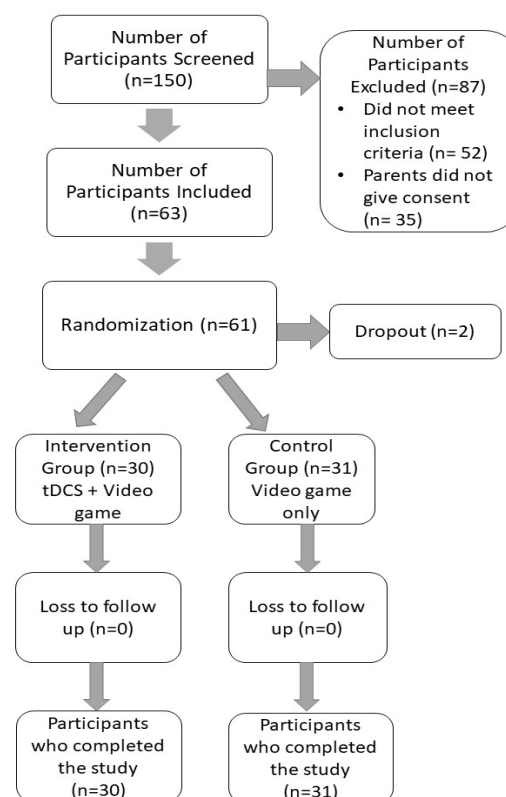 Number of
Participants Screened
(n=150)
Number of
Participants
Excluded (n=87)
• Did not meet
inclusion
criteria (n= 52)
• Parents did not
give consent
(n= 35)
Number of
Participants Included
(n=63)
Randomization (n=61)
Dropout (n=2)
Intervention
Group (n=30)
tDCS + Video
game
Control
Group (n=31)
Video game
only
Loss to follow
up (n=0)
Loss to follow
up (n=0)
Participants
who completed
the study
(n=30)
Participants
who completed
the study
(n=31)